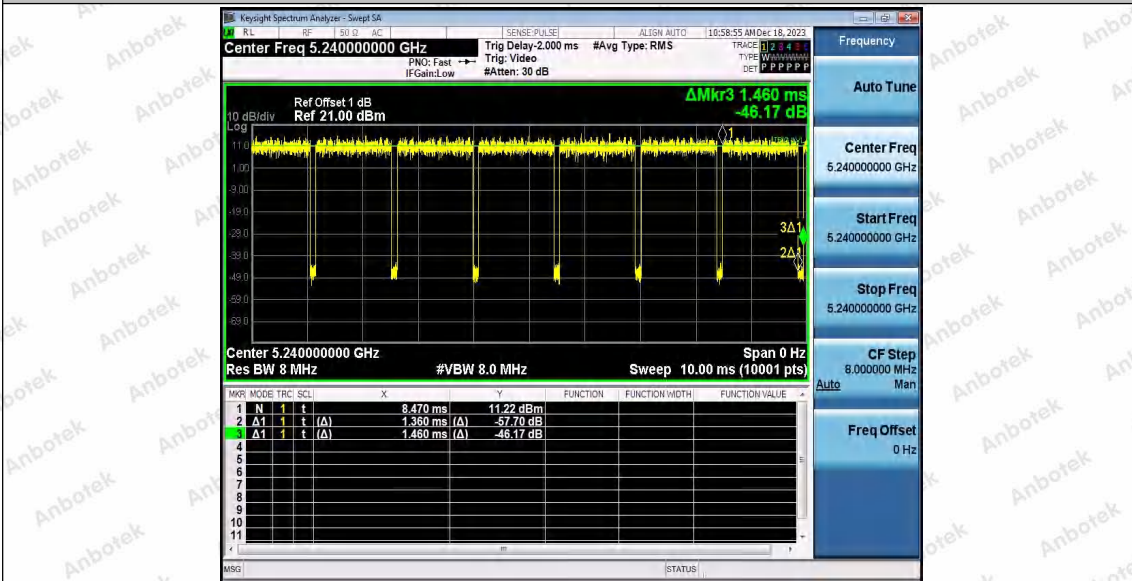 Keysight Spectrum Analyzer - Swept SA
RL RF 50 Ω AC SENSE:PULSE ALIGN AUTO 10:58:55 AM Dec 18, 2023
Center Freq 5.240000000 GHz
PNO: Fast
IFGain:Low
Trig Delay-2.000 ms
Trig: Video
#Atten: 30 dB
#Avg Type: RMS
TRACE 1 2 3 4 5 6
TYPE W
DET P P P P P P
Frequency
Auto Tune
Center Freq
5.240000000 GHz
Start Freq
5.240000000 GHz
Stop Freq
5.240000000 GHz
CF Step
8.000000 MHz
Auto Man
Freq Offset
0 Hz
ΔMkr3 1.460 ms
-46.17 dB
Ref Offset 1 dB
10 dB/div Ref 21.00 dBm
Log
11.0
1.00
-9.00
-19.0
-29.0
-39.0
-49.0
-59.0
-69.0
1
3Δ1
2Δ1
Center 5.240000000 GHz Span 0 Hz
Res BW 8 MHz #VBW 8.0 MHz Sweep 10.00 ms (10001 pts)
MKR MODE TRC SCL X Y FUNCTION FUNCTION WIDTH FUNCTION VALUE
1 N 1 t 8.470 ms 11.22 dBm
2 Δ1 1 t (Δ) 1.360 ms (Δ) -57.70 dB
3 Δ1 1 t (Δ) 1.460 ms (Δ) -46.17 dB
4
5
6
7
8
9
10
11
MSG STATUS
Anbotek